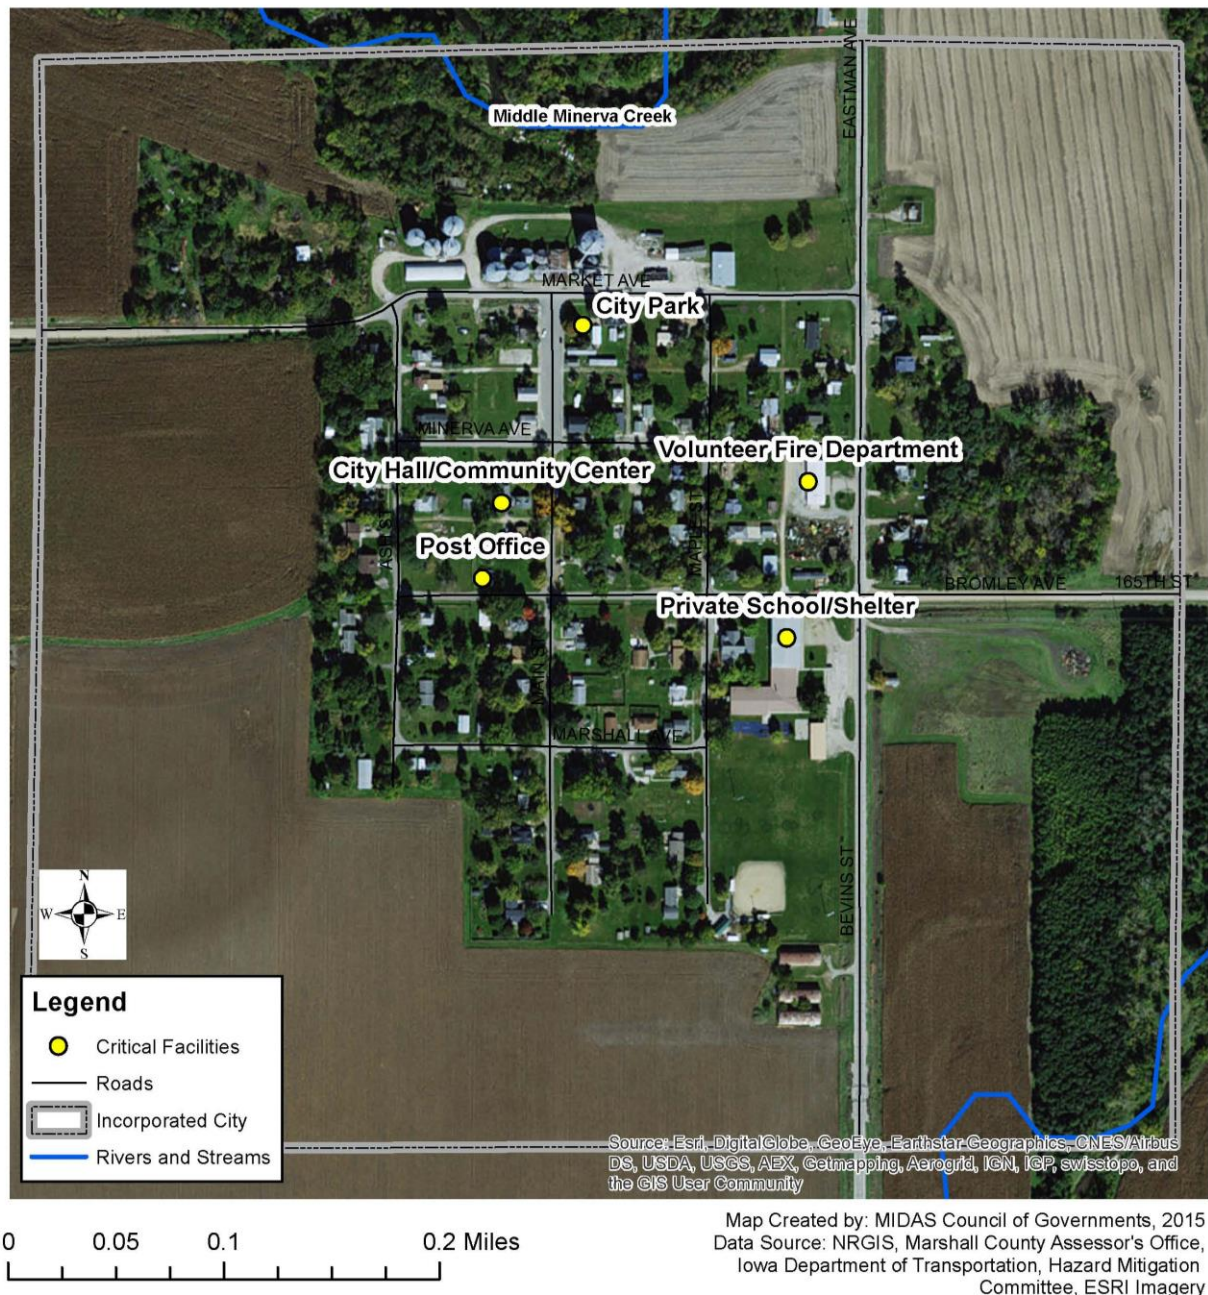 EASTMAN AVE
Middle Minerva Creek
MARKET AVE
City Park
MINERVA AVE
Volunteer Fire Department
City Hall/Community Center
ASH ST
MAPLE ST
Post Office
BROMLEY AVE
165TH ST
Private School/Shelter
MAIN ST
MARSHALL AVE
BEVINS ST
N
W E
S
Legend
Critical Facilities
Roads
Incorporated City
Rivers and Streams
Source: Esri, DigitalGlobe, GeoEye, Earthstar Geographics, CNES/Airbus
DS, USDA, USGS, AEX, Getmapping, Aerogrid, IGN, IGP, swisstopo, and
the GIS User Community
0 0.05 0.1 0.2 Miles
Map Created by: MIDAS Council of Governments, 2015
Data Source: NRGIS, Marshall County Assessor's Office,
Iowa Department of Transportation, Hazard Mitigation
Committee, ESRI Imagery